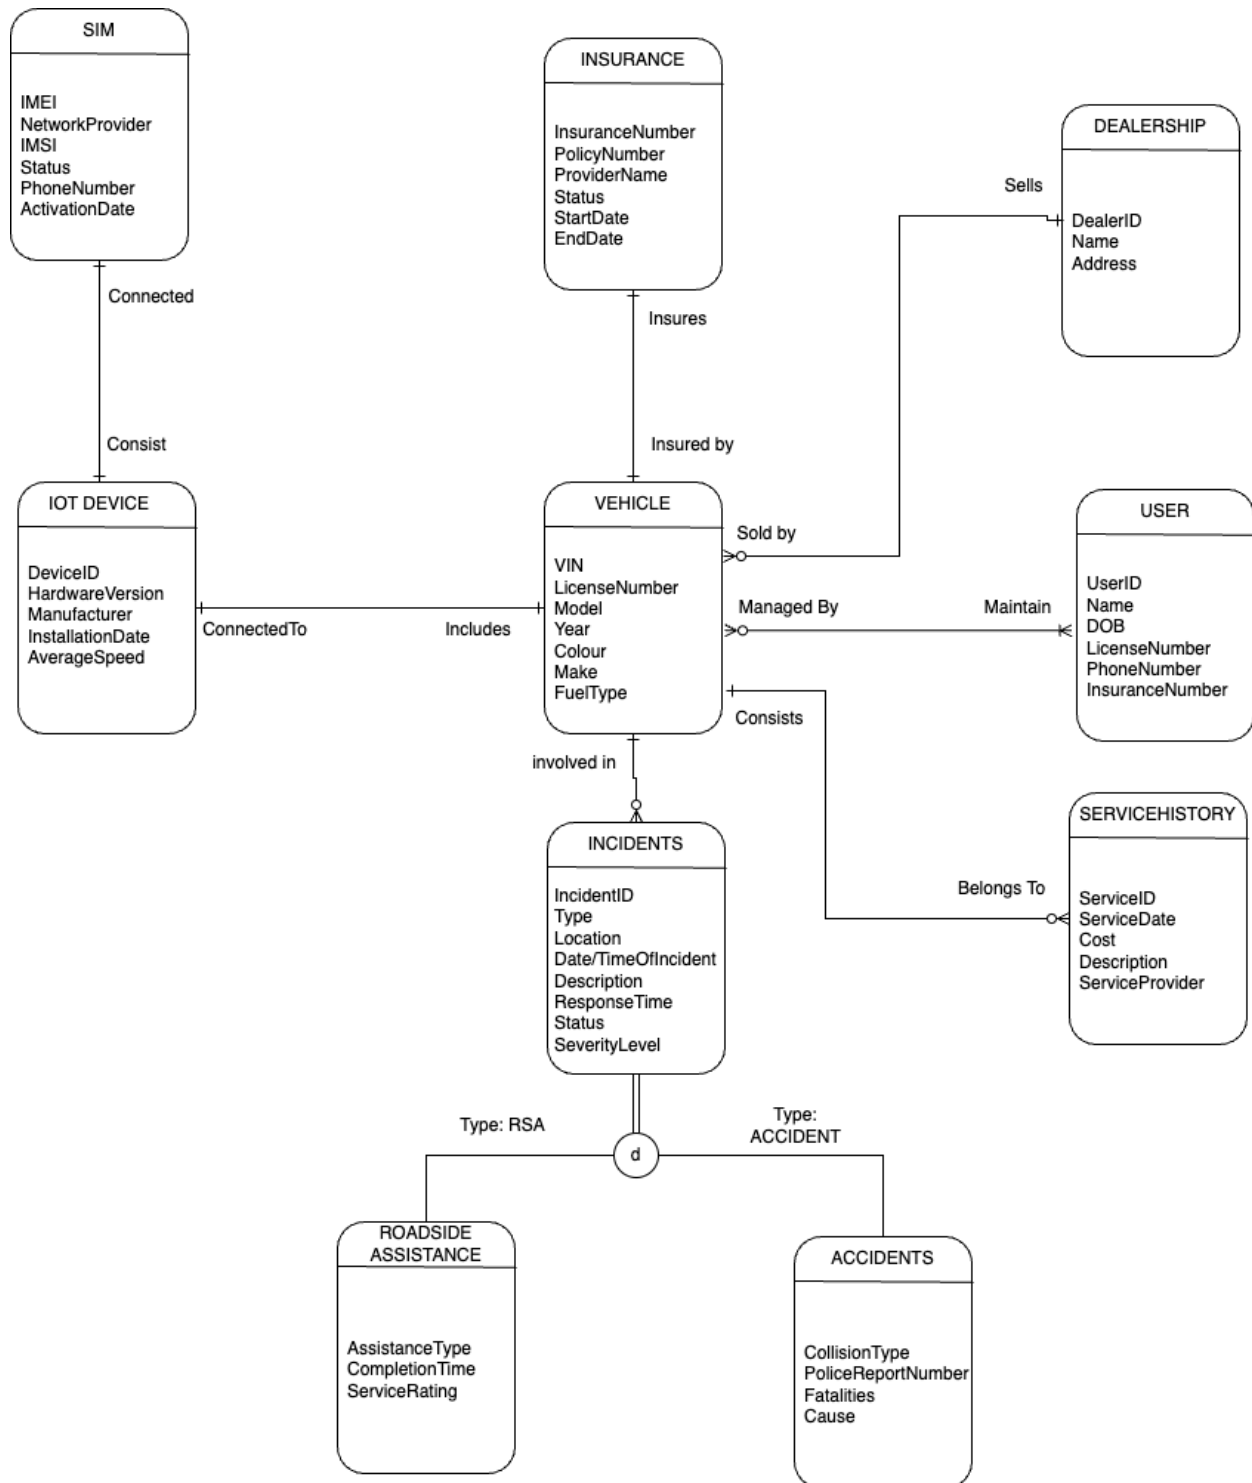 SIM
IMEI
NetworkProvider
IMSI
Status
PhoneNumber
ActivationDate
Connected
Consist
INSURANCE
InsuranceNumber
PolicyNumber
ProviderName
Status
StartDate
EndDate
Insures
Insured by
DEALERSHIP
DealerID
Name
Address
Sells
Sold by
IOT DEVICE
DeviceID
HardwareVersion
Manufacturer
InstallationDate
AverageSpeed
ConnectedTo
Includes
VEHICLE
VIN
LicenseNumber
Model
Year
Colour
Make
FuelType
Managed By
Maintain
USER
UserID
Name
DOB
LicenseNumber
PhoneNumber
InsuranceNumber
Consists
Belongs To
SERVICEHISTORY
ServiceID
ServiceDate
Cost
Description
ServiceProvider
involved in
INCIDENTS
IncidentID
Type
Location
Date/TimeOfIncident
Description
ResponseTime
Status
SeverityLevel
Type: RSA
d
Type:
ACCIDENT
ROADSIDE
ASSISTANCE
AssistanceType
CompletionTime
ServiceRating
ACCIDENTS
CollisionType
PoliceReportNumber
Fatalities
Cause